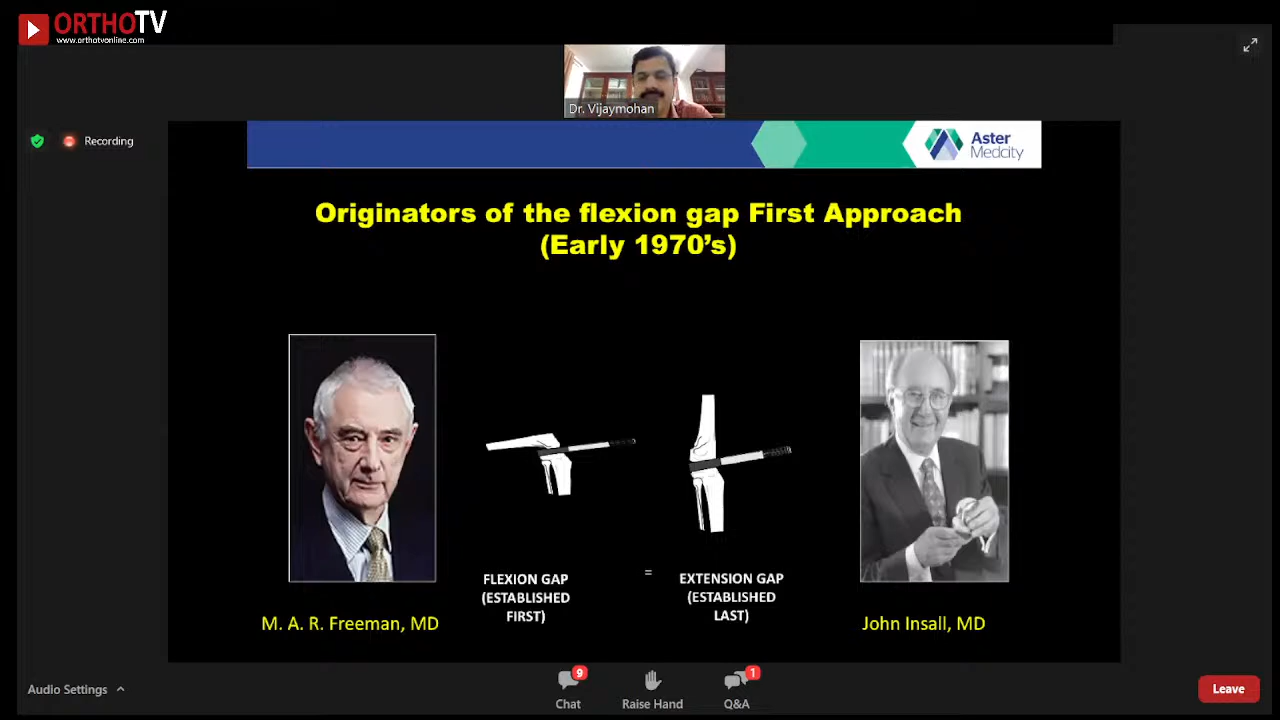 ORTHOTV
www.orthotvonline.com
Dr. Vijaymohan
Recording
Aster
Medcity
Originators of the flexion gap First Approach
(Early 1970’s)
FLEXION GAP
(ESTABLISHED
FIRST)
=
EXTENSION GAP
(ESTABLISHED
LAST)
M. A. R. Freeman, MD
John Insall, MD
Audio Settings
9
Chat
Raise Hand
1
Q&A
Leave